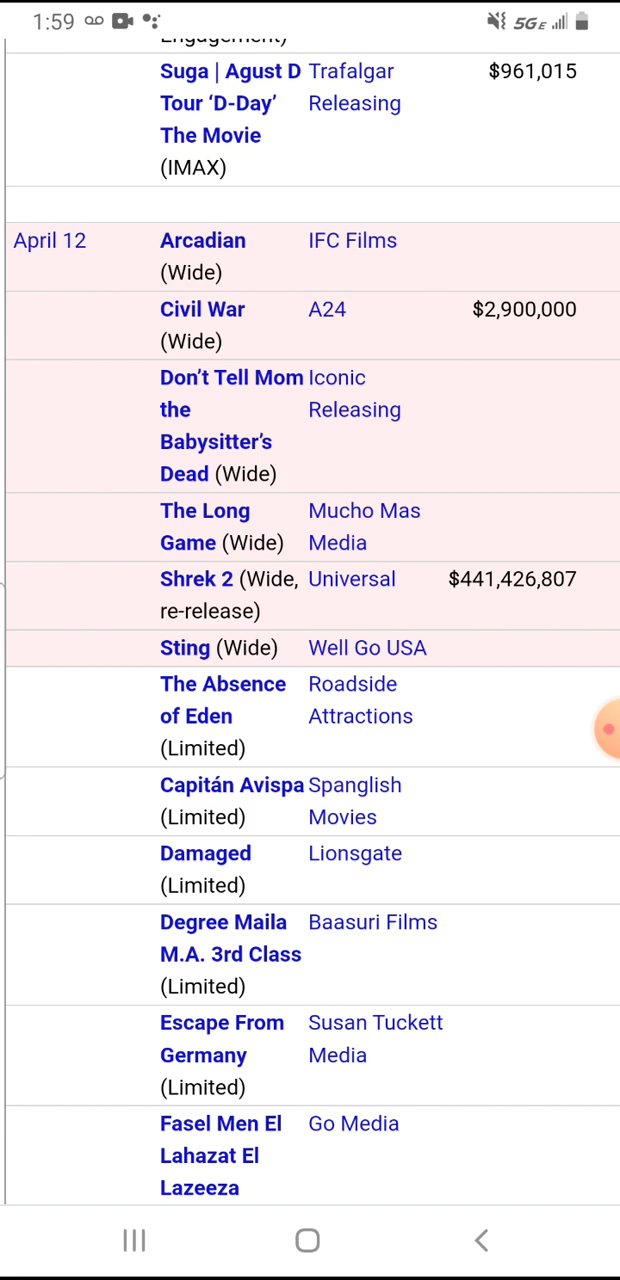 1:59
5GE
Engagement)
Suga | Agust D Trafalgar $961,015
Tour ‘D-Day’ Releasing
The Movie
(IMAX)
April 12 Arcadian IFC Films
(Wide)
Civil War A24 $2,900,000
(Wide)
Don’t Tell Mom Iconic
the Releasing
Babysitter’s
Dead (Wide)
The Long Mucho Mas
Game (Wide) Media
Shrek 2 (Wide, Universal $441,426,807
re-release)
Sting (Wide) Well Go USA
The Absence Roadside
of Eden Attractions
(Limited)
Capitán Avispa Spanglish
(Limited) Movies
Damaged Lionsgate
(Limited)
Degree Maila Baasuri Films
M.A. 3rd Class
(Limited)
Escape From Susan Tuckett
Germany Media
(Limited)
Fasel Men El Go Media
Lahazat El
Lazeeza